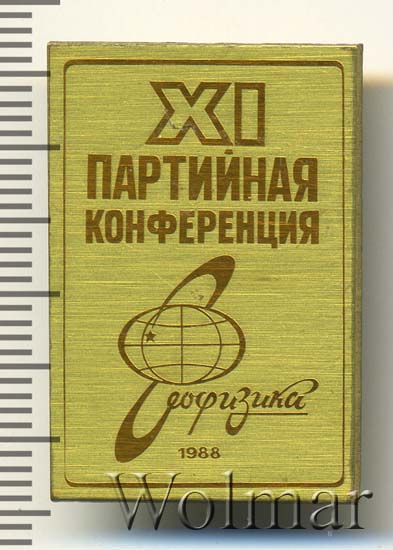 XI
ПАРТИЙНАЯ
КОНФЕРЕНЦИЯ
Геофизика
1988
Wolmar